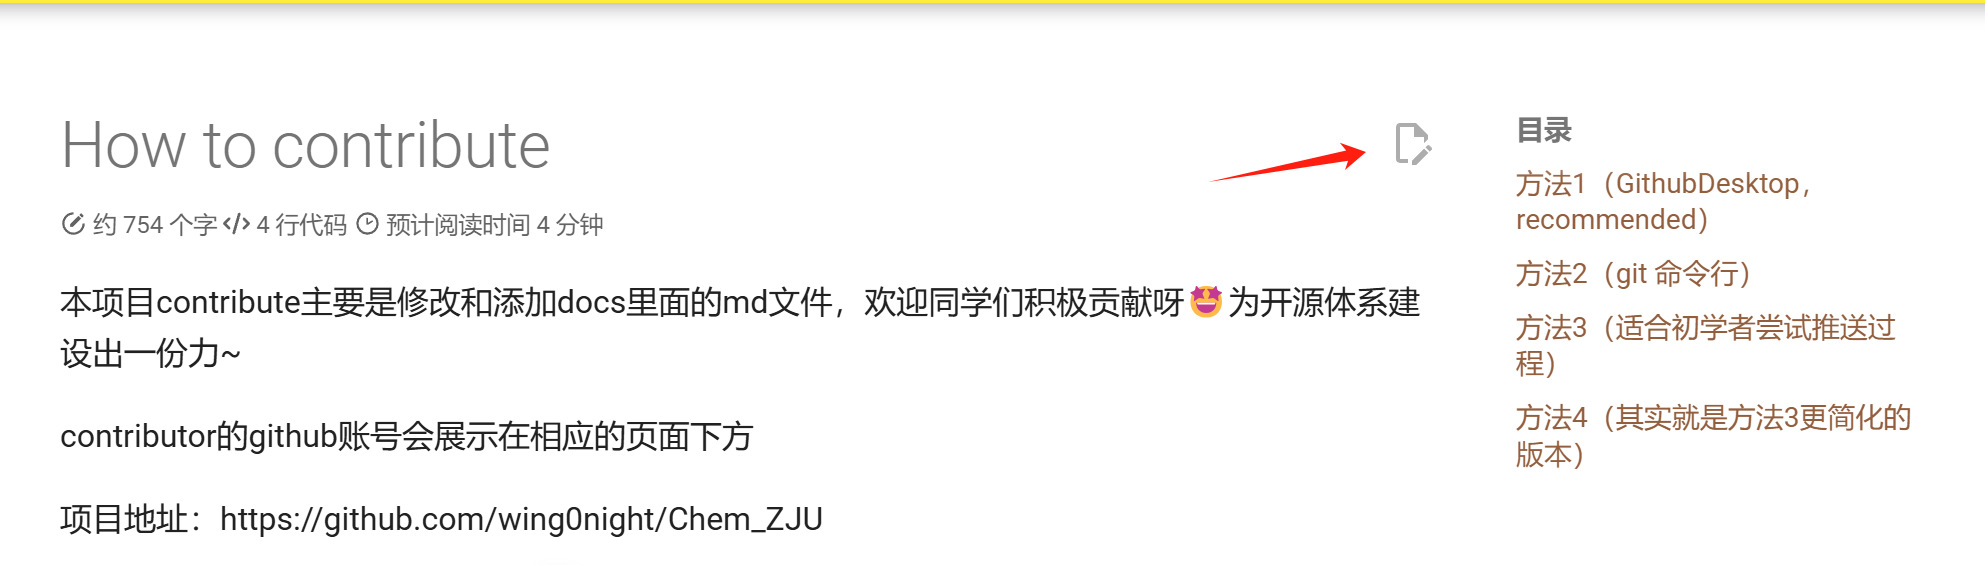 How to contribute
约 754 个字 4 行代码 预计阅读时间 4 分钟
本项目contribute主要是修改和添加docs里面的md文件，欢迎同学们积极贡献呀🤩为开源体系建
设出一份力~
contributor的github账号会展示在相应的页面下方
项目地址：https://github.com/wing0night/Chem_ZJU
目录
方法1（GithubDesktop，
recommended）
方法2（git 命令行）
方法3（适合初学者尝试推送过
程）
方法4（其实就是方法3更简化的
版本）